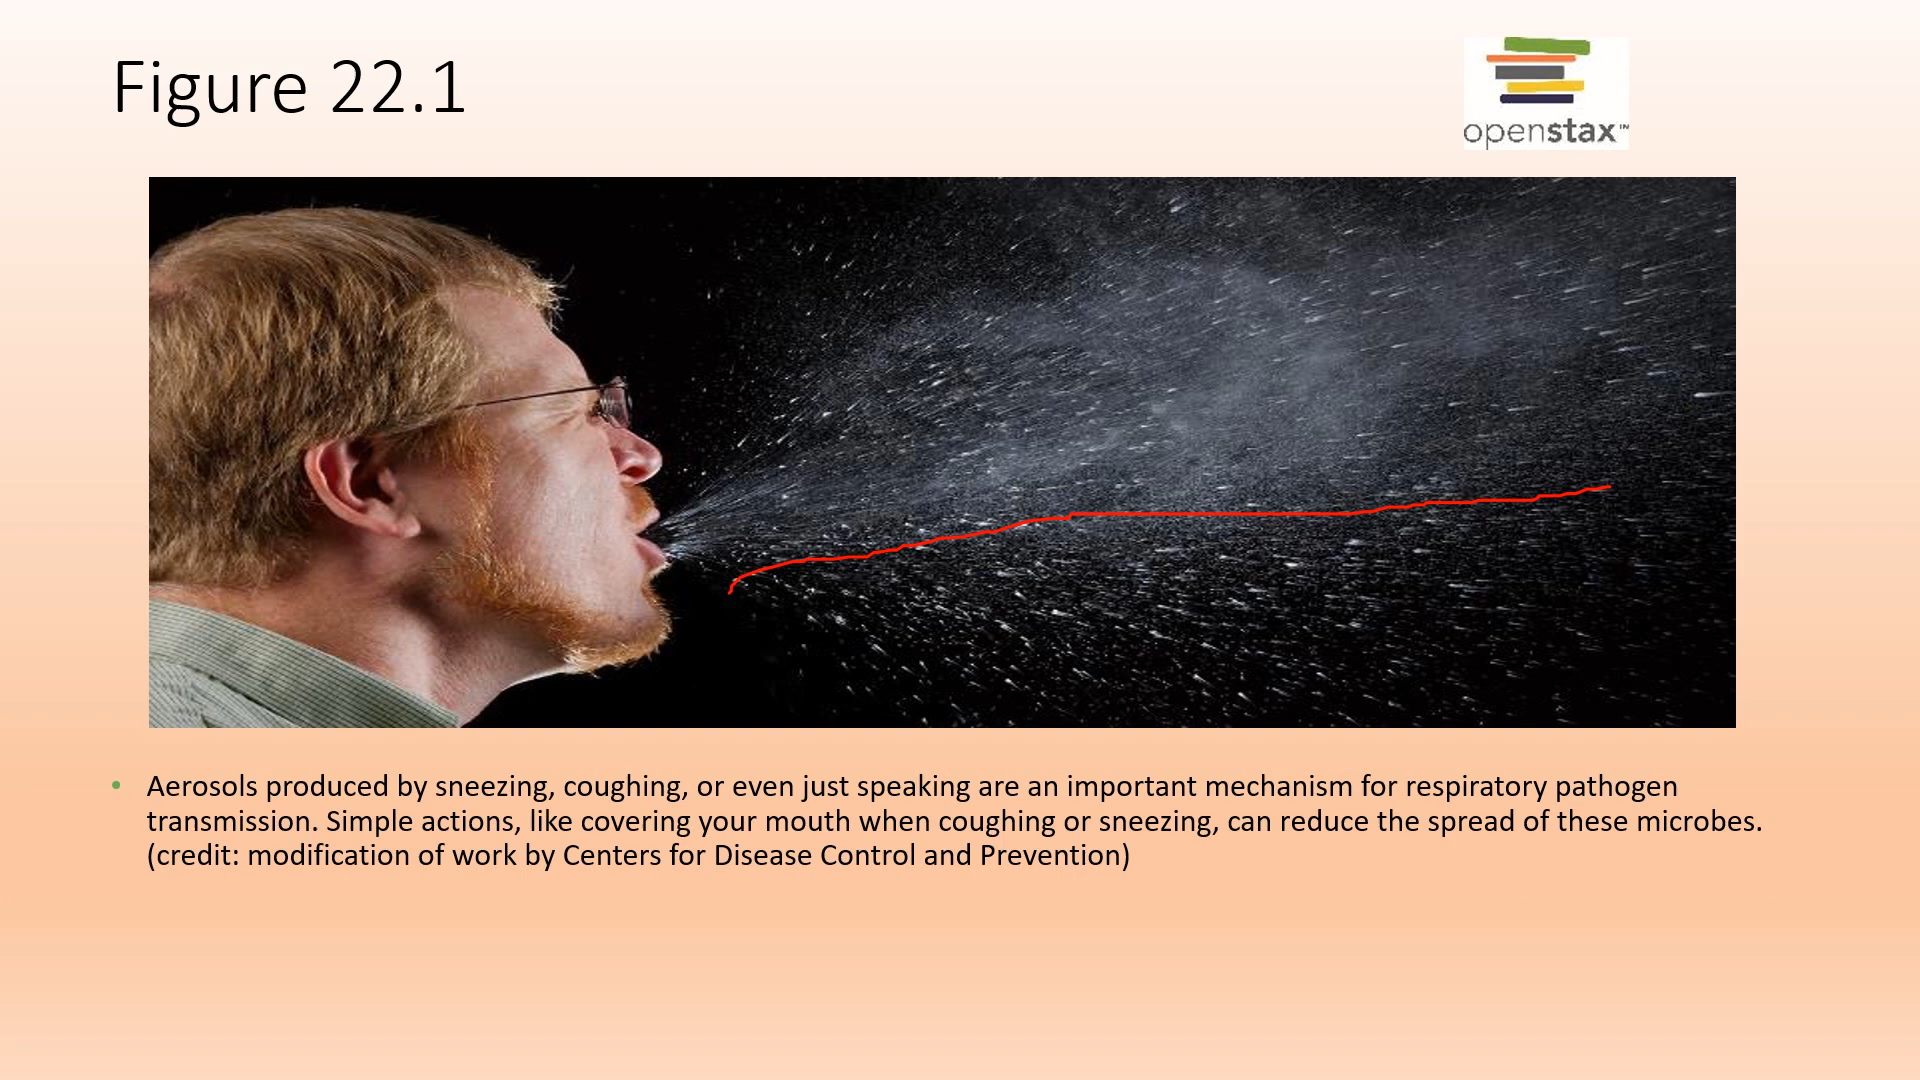 Figure 22.1
openstax™
• Aerosols produced by sneezing, coughing, or even just speaking are an important mechanism for respiratory pathogen
transmission. Simple actions, like covering your mouth when coughing or sneezing, can reduce the spread of these microbes.
(credit: modification of work by Centers for Disease Control and Prevention)